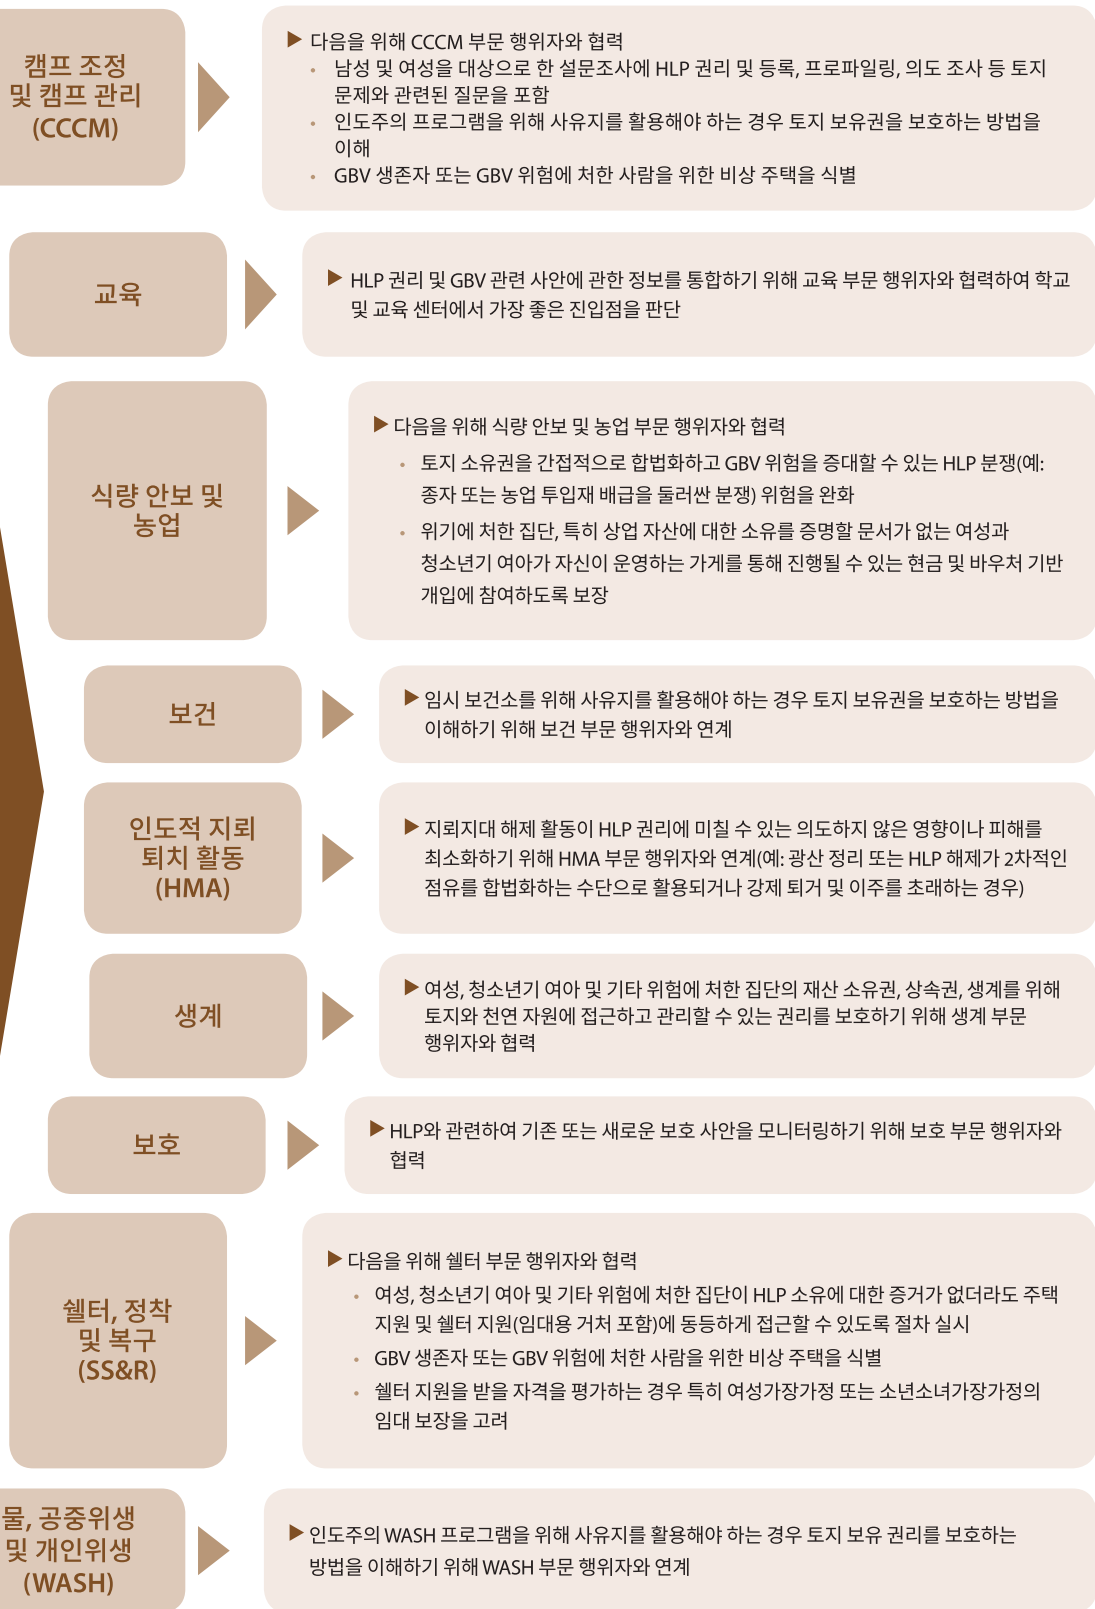 캠프 조정
및 캠프 관리
(CCCM)
▶ 다음을 위해 CCCM 부문 행위자와 협력
• 남성 및 여성을 대상으로 한 설문조사에 HLP 권리 및 등록, 프로파일링, 의도 조사 등 토지
문제와 관련된 질문을 포함
• 인도주의 프로그램을 위해 사유지를 활용해야 하는 경우 토지 보유권을 보호하는 방법을
이해
• GBV 생존자 또는 GBV 위험에 처한 사람을 위한 비상 주택을 식별
교육
▶ HLP 권리 및 GBV 관련 사안에 관한 정보를 통합하기 위해 교육 부문 행위자와 협력하여 학교
및 교육 센터에서 가장 좋은 진입점을 판단
식량 안보 및
농업
▶ 다음을 위해 식량 안보 및 농업 부문 행위자와 협력
• 토지 소유권을 간접적으로 합법화하고 GBV 위험을 증대할 수 있는 HLP 분쟁(예:
종자 또는 농업 투입재 배급을 둘러싼 분쟁) 위험을 완화
• 위기에 처한 집단, 특히 상업 자산에 대한 소유를 증명할 문서가 없는 여성과
청소년기 여아가 자신이 운영하는 가게를 통해 진행될 수 있는 현금 및 바우처 기반
개입에 참여하도록 보장
보건
▶ 임시 보건소를 위해 사유지를 활용해야 하는 경우 토지 보유권을 보호하는 방법을
이해하기 위해 보건 부문 행위자와 연계
인도적 지뢰
퇴치 활동
(HMA)
▶ 지뢰지대 해제 활동이 HLP 권리에 미칠 수 있는 의도하지 않은 영향이나 피해를
최소화하기 위해 HMA 부문 행위자와 연계(예: 광산 정리 또는 HLP 해제가 2차적인
점유를 합법화하는 수단으로 활용되거나 강제 퇴거 및 이주를 초래하는 경우)
생계
▶ 여성, 청소년기 여아 및 기타 위험에 처한 집단의 재산 소유권, 상속권, 생계를 위해
토지와 천연 자원에 접근하고 관리할 수 있는 권리를 보호하기 위해 생계 부문
행위자와 협력
보호
▶ HLP와 관련하여 기존 또는 새로운 보호 사안을 모니터링하기 위해 보호 부문 행위자와
협력
쉘터, 정착
및 복구
(SS&R)
▶ 다음을 위해 쉘터 부문 행위자와 협력
• 여성, 청소년기 여아 및 기타 위험에 처한 집단이 HLP 소유에 대한 증거가 없더라도 주택
지원 및 쉘터 지원(임대용 거처 포함)에 동등하게 접근할 수 있도록 절차 실시
• GBV 생존자 또는 GBV 위험에 처한 사람을 위한 비상 주택을 식별
• 쉘터 지원을 받을 자격을 평가하는 경우 특히 여성가장가정 또는 소년소녀가장가정의
임대 보장을 고려
물, 공중위생
및 개인위생
(WASH)
▶ 인도주의 WASH 프로그램을 위해 사유지를 활용해야 하는 경우 토지 보유 권리를 보호하는
방법을 이해하기 위해 WASH 부문 행위자와 연계